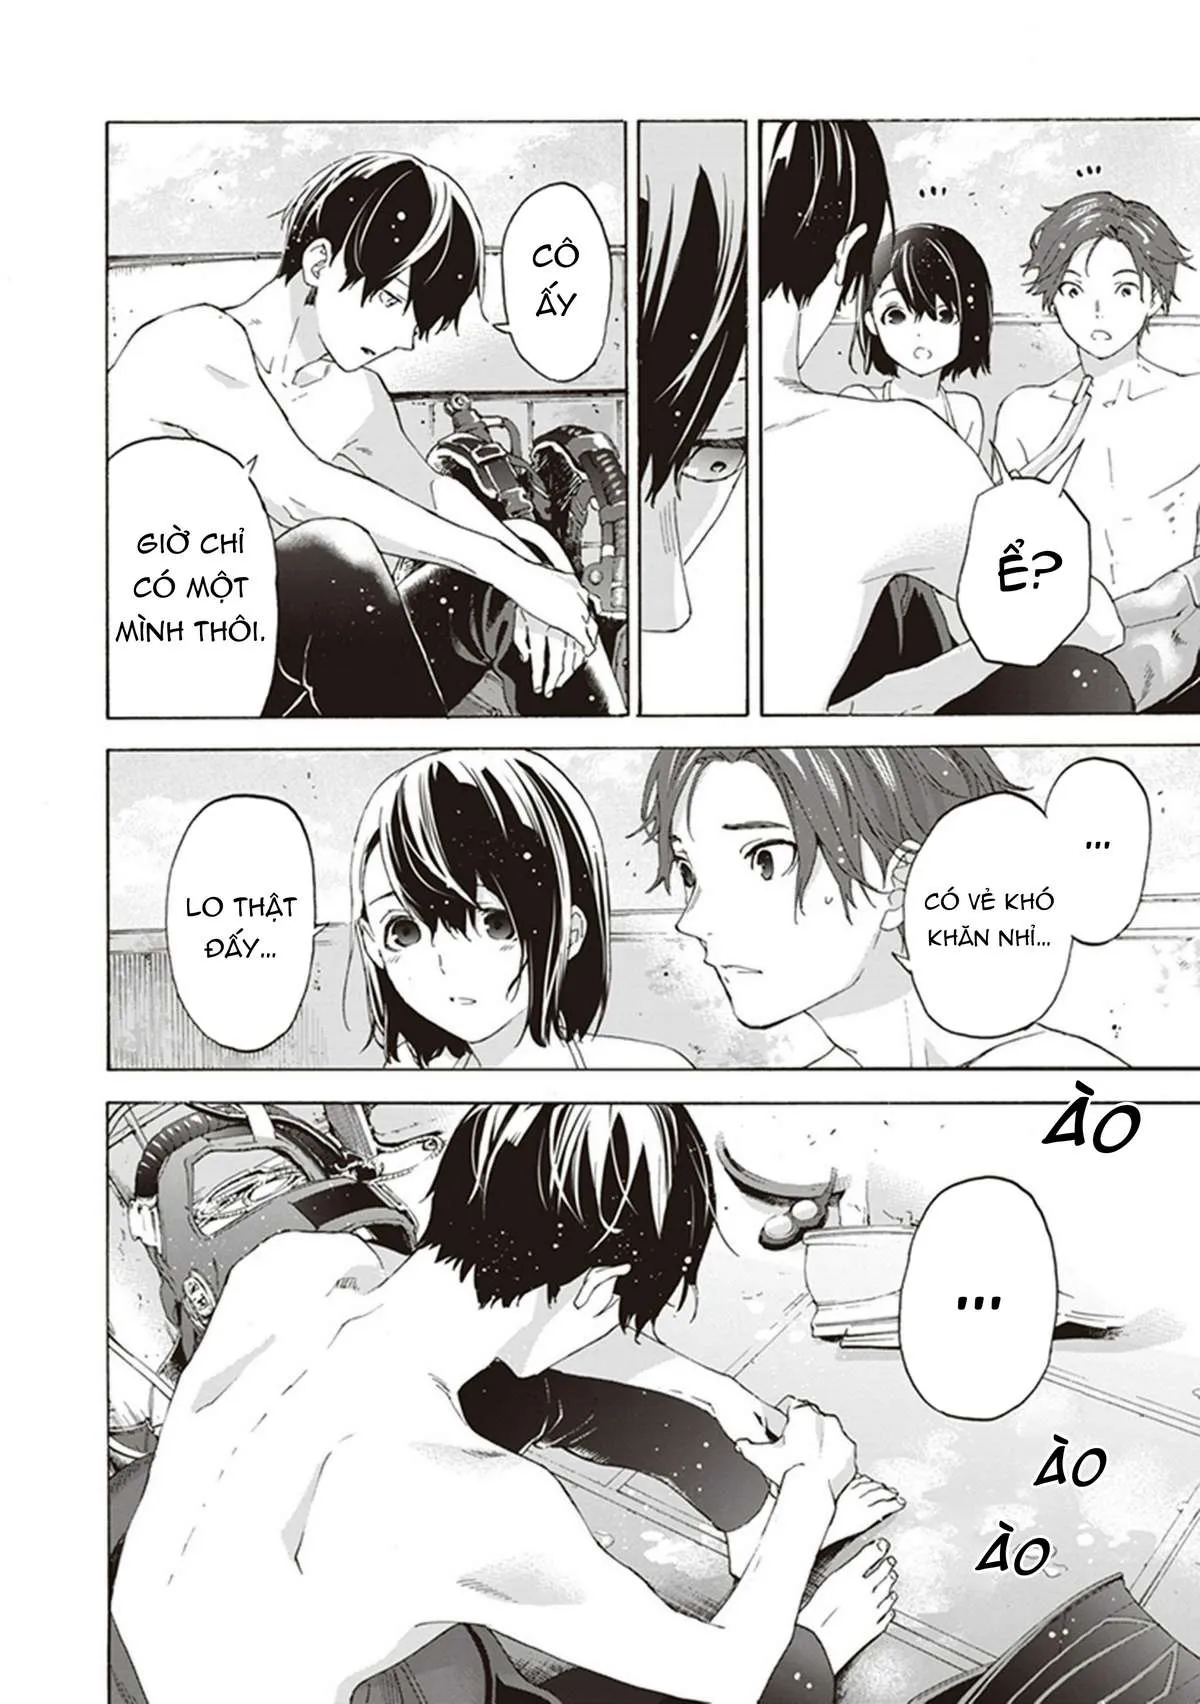 Ể?
CÔ
ẤY
GIỜ CHỈ
CÓ MỘT
MÌNH THÔI.
...
CÓ VẺ KHÓ
KHĂN NHỈ...
LO THẬT
ĐẤY...
ÀO
...
ÀO
ÀO